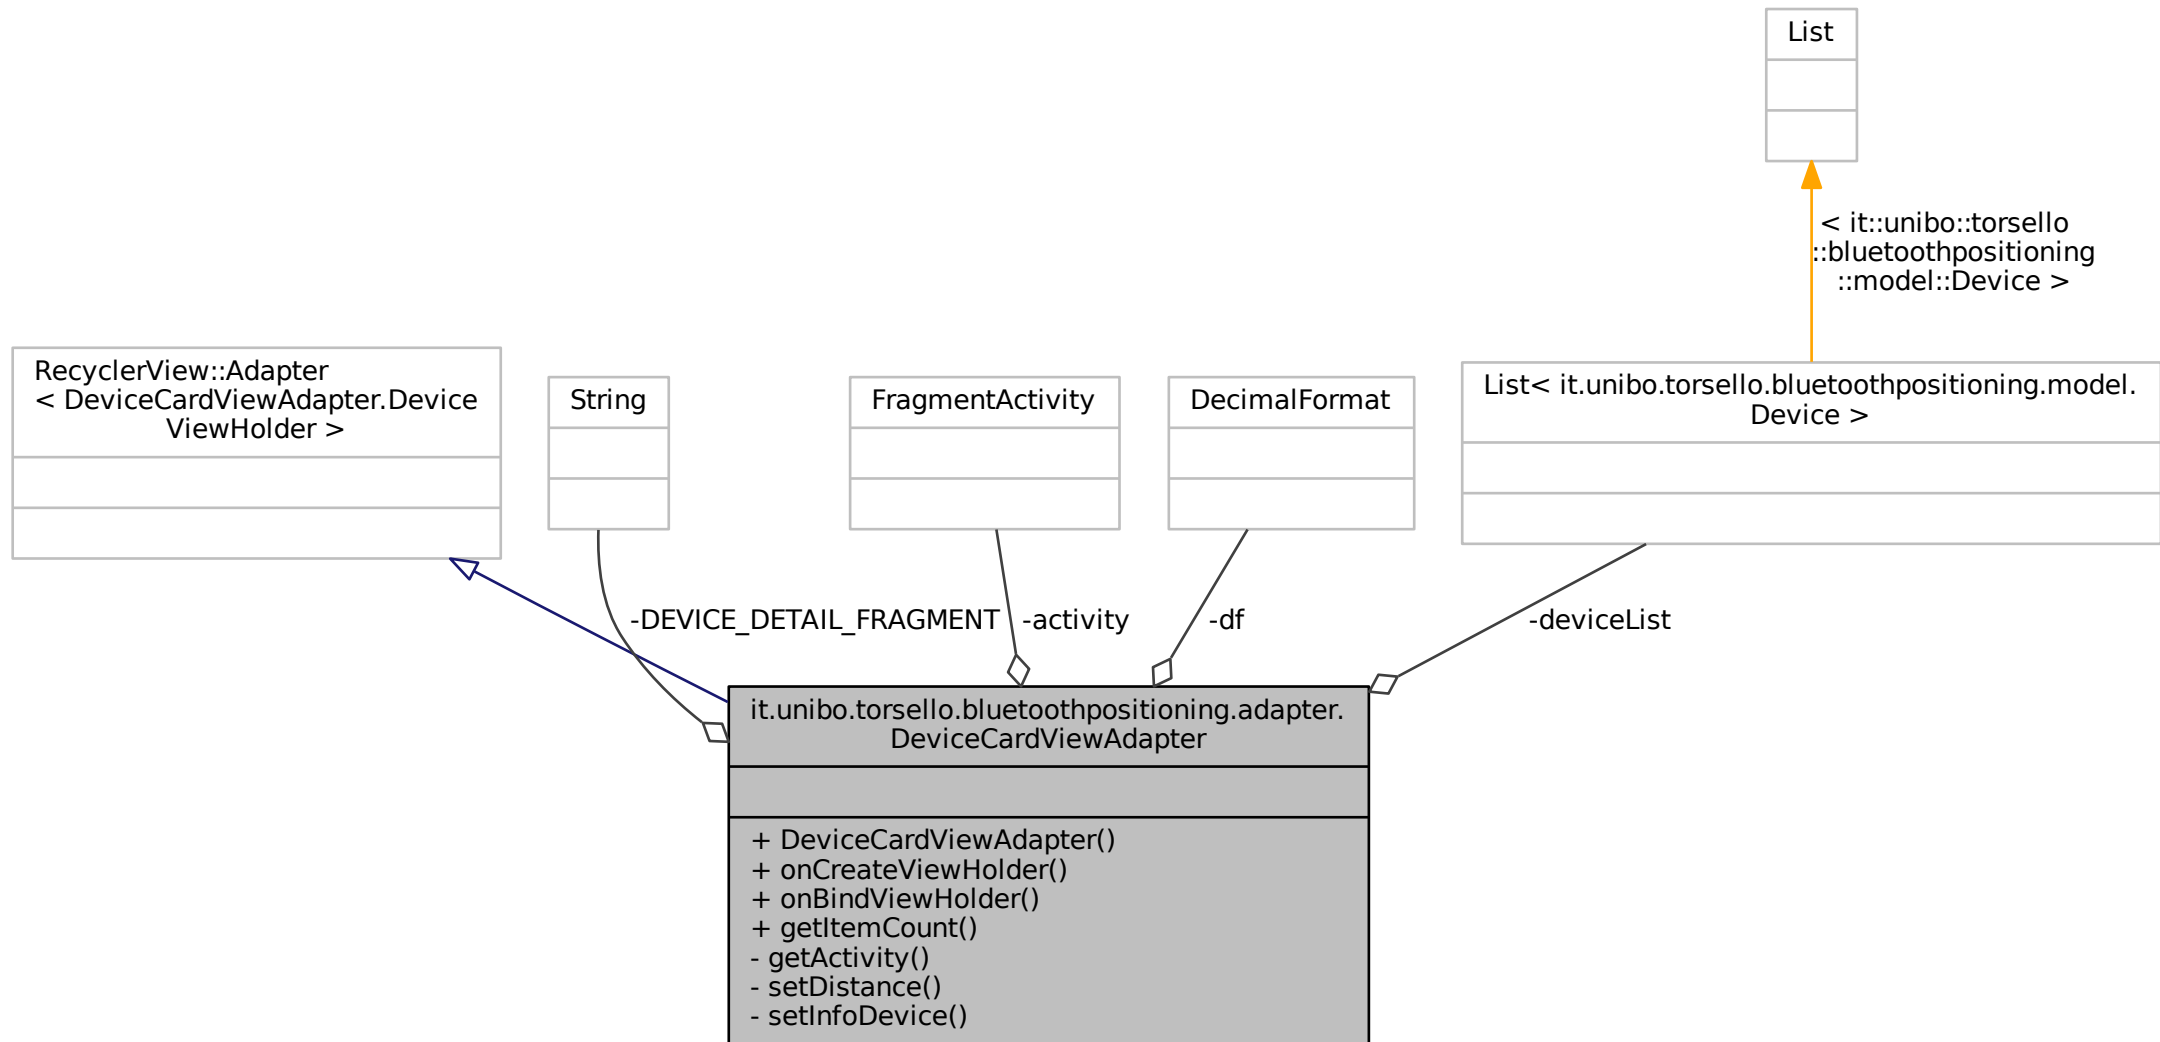 List
< it::unibo::torsello
::bluetoothpositioning
::model::Device >
RecyclerView::Adapter
< DeviceCardViewAdapter.Device
ViewHolder >
String
FragmentActivity
DecimalFormat
List< it.unibo.torsello.bluetoothpositioning.model.
Device >
-DEVICE_DETAIL_FRAGMENT
-activity
-df
-deviceList
it.unibo.torsello.bluetoothpositioning.adapter.
DeviceCardViewAdapter
+ DeviceCardViewAdapter()
+ onCreateViewHolder()
+ onBindViewHolder()
+ getItemCount()
- getActivity()
- setDistance()
- setInfoDevice()